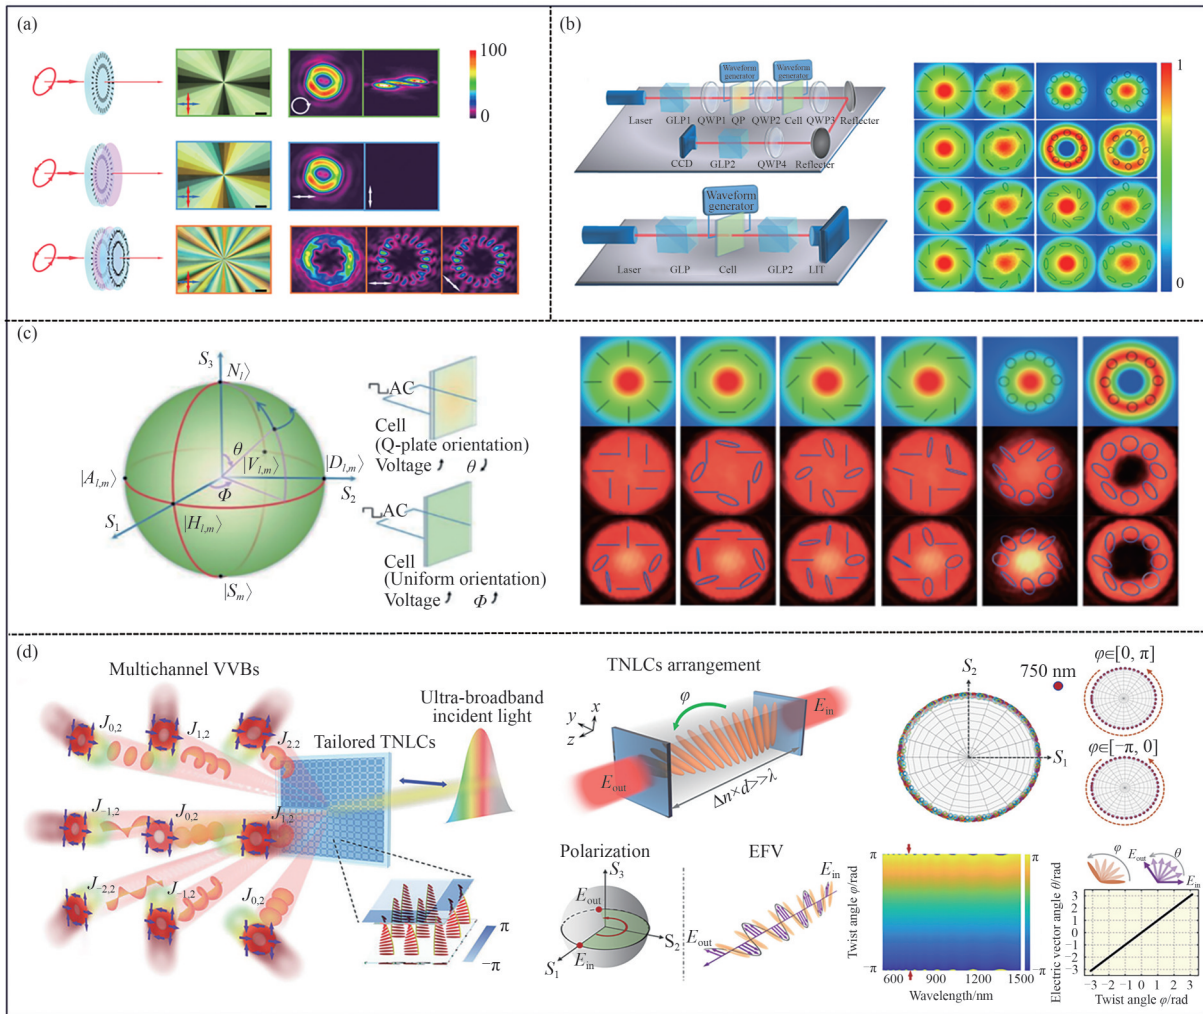 (a)
100
0
(b)
Waveform
generator
Waveform
generator
Laser
GLP1
QWP1
QP
QWP2
Cell
QWP3
Reflecter
CCD
GLP2
QWP4
Reflecter
Waveform
generator
Laser
GLP
Cell
GLP2
LIT
1
0
(c)
S3
Nl⟩
θ
|Vl,m⟩
|Dl,m⟩
|Al,m⟩
Φ
S2
S1
|Hl,m⟩
|Sm⟩
AC
Cell
(Q-plate orientation)
Voltage θ
AC
Cell
(Uniform orientation)
Voltage Φ
(d)
Multichannel VVBs
J0,2
J1,2
J2.2
J−1,2
J0,2
J1,2
J−2,2
J−1,2
J0,2
Ultra-broadband
incident light
Tailored TNLCs
π
−π
TNLCs arrangement
φ
x
y
z
Ein
Eout
Δn×d>>λ
Polarization
S3
Eout
S2
Ein
S1
EFV
Ein
Eout
S2
S1
750 nm
φ∈[0, π]
φ∈[−π, 0]
π
−π
Twist angle φ/rad
600
900
1200
1500
Wavelength/nm
π
−π
φ
Eout
θ
Ein
Electric vector angle θ/rad
3
2
1
0
−1
−2
−3
−3 −2 −1 0 1 2 3
Twist angle φ/rad